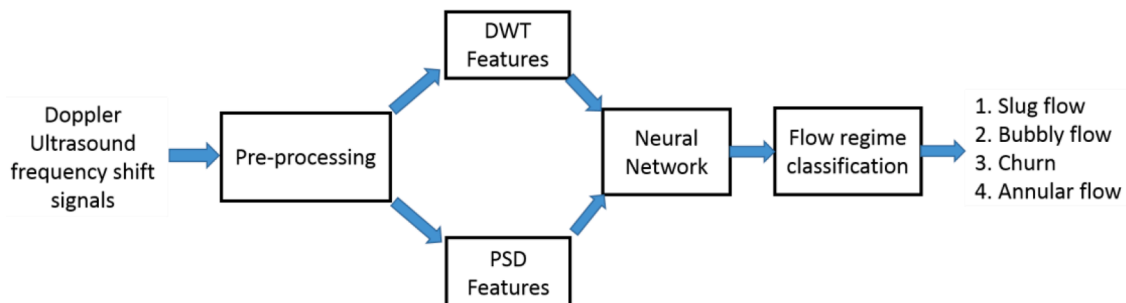 Doppler
Ultrasound
frequency shift
signals
Pre-processing
DWT
Features
PSD
Features
Neural
Network
Flow regime
classification
1. Slug flow
2. Bubbly flow
3. Churn
4. Annular flow